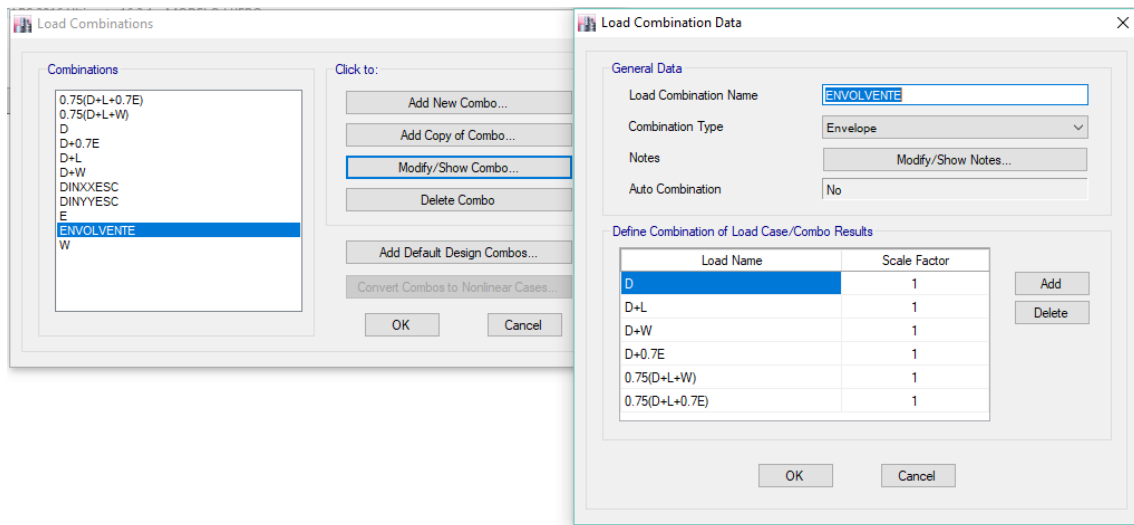 Load Combinations
Combinations
0.75(D+L+0.7E)
0.75(D+L+W)
D
D+0.7E
D+L
D+W
DINXXESC
DINYYESC
E
ENVOLVENTE
W
Click to:
Add New Combo...
Add Copy of Combo...
Modify/Show Combo...
Delete Combo
Add Default Design Combos...
Convert Combos to Nonlinear Cases...
OK Cancel
Load Combination Data
General Data
Load Combination Name ENVOLVENTE
Combination Type Envelope
Notes Modify/Show Notes...
Auto Combination No
Define Combination of Load Case/Combo Results
Load Name Scale Factor
D 1 Add
D+L 1 Delete
D+W 1
D+0.7E 1
0.75(D+L+W) 1
0.75(D+L+0.7E) 1
OK Cancel